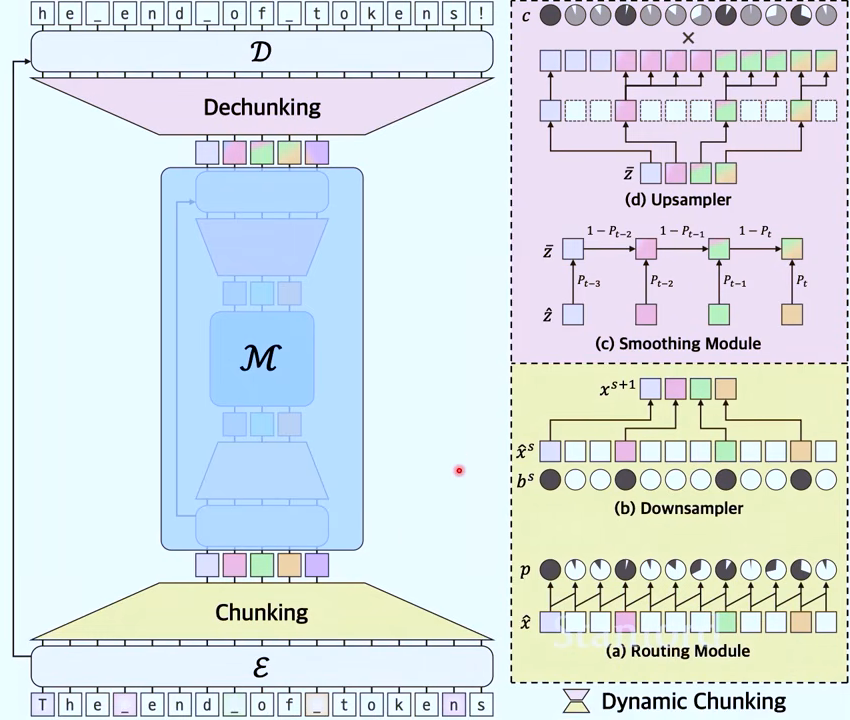 h e _ e n d _ o f _ t o k e n s !
𝒟
Dechunking
ℳ
Chunking
ℰ
T h e _ e n d _ o f _ t o k e n s
c
×
z̄
(d) Upsampler
1 − P_{t−2} 1 − P_{t−1} 1 − P_t
z̄
P_{t−3} P_{t−2} P_{t−1} P_t
ẑ
(c) Smoothing Module
x^{s+1}
x̂^s
b^s
(b) Downsampler
p
x̂
(a) Routing Module
Dynamic Chunking